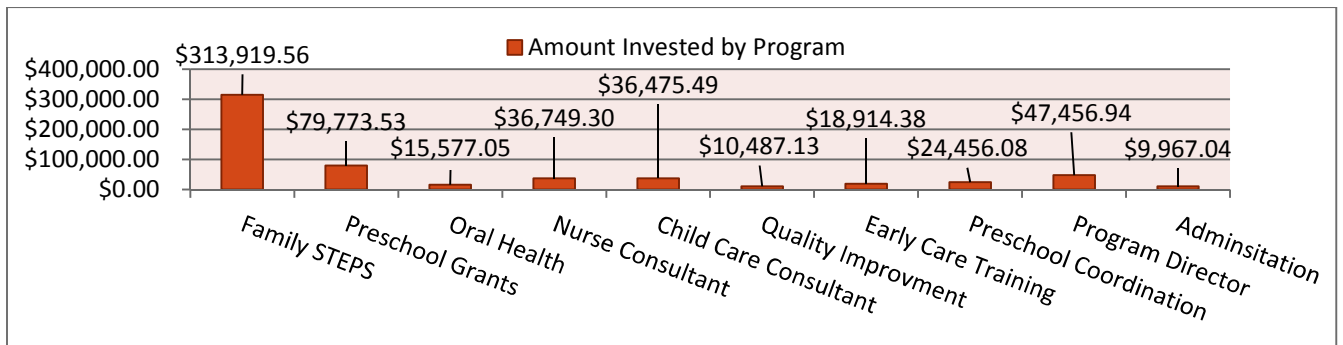 Amount Invested by Program
$400,000.00
$300,000.00
$200,000.00
$100,000.00
$0.00
$313,919.56
$79,773.53
$15,577.05
$36,749.30
$36,475.49
$10,487.13
$18,914.38
$24,456.08
$47,456.94
$9,967.04
Family STEPS
Preschool Grants
Oral Health
Nurse Consultant
Child Care Consultant
Quality Improvment
Early Care Training
Preschool Coordination
Program Director
Adminsitation